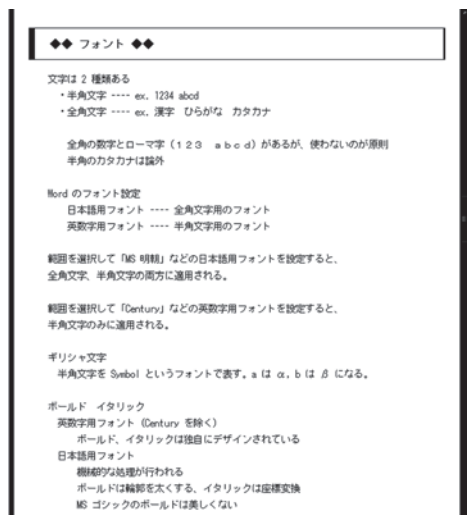 ◆◆ フォント ◆◆
文字は 2 種類ある
・半角文字 ---- ex. 1234 abcd
・全角文字 ---- ex. 漢字 ひらがな カタカナ
全角の数字とローマ字（１２３ ａｂｃｄ）があるが、使わないのが原則
半角のカタカナは論外
Word のフォント設定
日本語用フォント ---- 全角文字用のフォント
英数字用フォント ---- 半角文字用のフォント
範囲を選択して「MS 明朝」などの日本語用フォントを設定すると、
全角文字、半角文字の両方に適用される。
範囲を選択して「Century」などの英数字用フォントを設定すると、
半角文字のみに適用される。
ギリシャ文字
半角文字を Symbol というフォントで表す。a は α, b は β になる。
ボールド イタリック
英数字用フォント (Century を除く)
ボールド、イタリックは独自にデザインされている
日本語用フォント
機械的な処理が行われる
ボールドは輪郭を太くする、イタリックは座標変換
MS ゴシックのボールドは美しくない